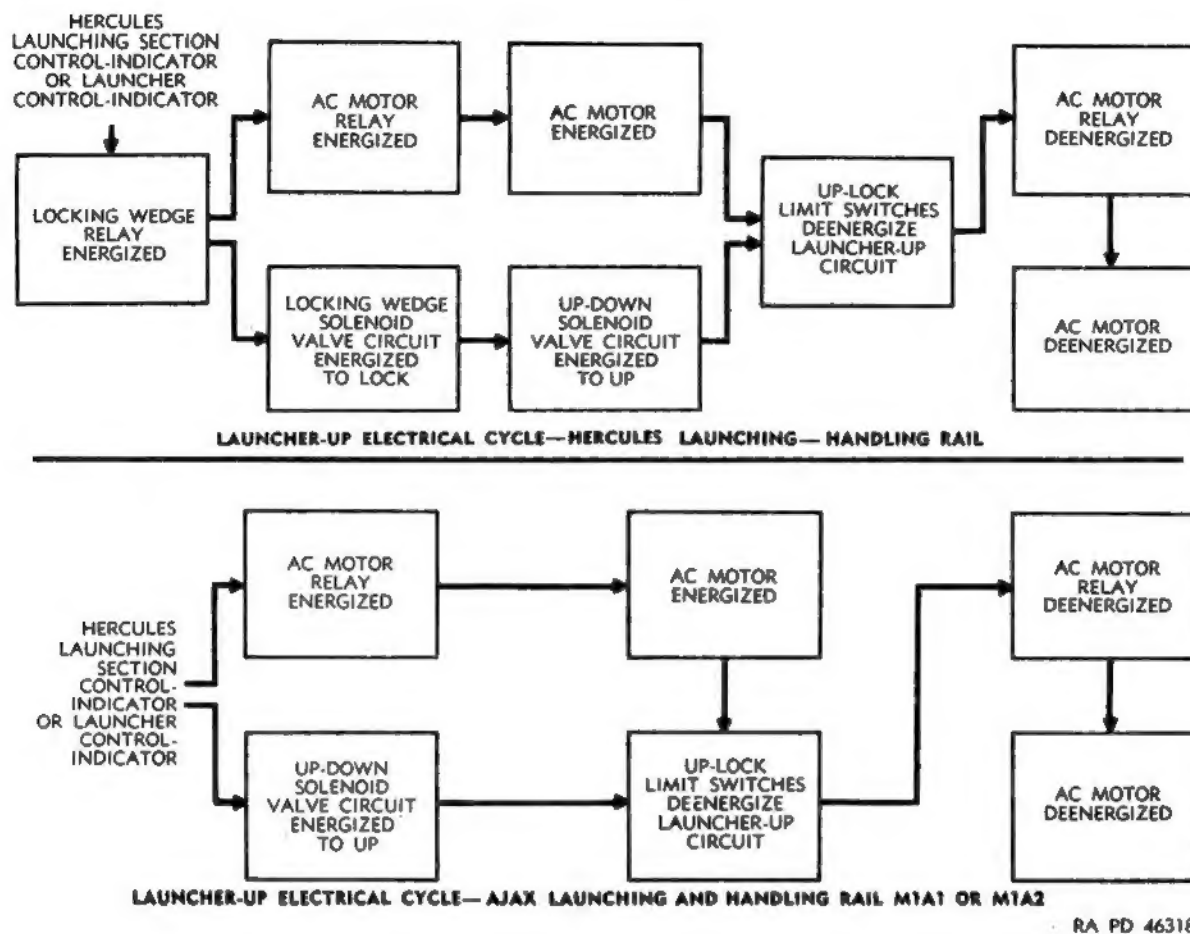 HERCULES
LAUNCHING SECTION
CONTROL-INDICATOR
OR LAUNCHER
CONTROL-INDICATOR
LOCKING WEDGE
RELAY
ENERGIZED
AC MOTOR
RELAY
ENERGIZED
AC MOTOR
ENERGIZED
LOCKING WEDGE
SOLENOID
VALVE CIRCUIT
ENERGIZED
TO LOCK
UP-DOWN
SOLENOID
VALVE CIRCUIT
ENERGIZED
TO UP
UP-LOCK
LIMIT SWITCHES
DEENERGIZE
LAUNCHER-UP
CIRCUIT
AC MOTOR
RELAY
DEENERGIZED
AC MOTOR
DEENERGIZED
LAUNCHER-UP ELECTRICAL CYCLE—HERCULES LAUNCHING—HANDLING RAIL
HERCULES
LAUNCHING
SECTION
CONTROL-
INDICATOR
OR LAUNCHER
CONTROL-
INDICATOR
AC MOTOR
RELAY
ENERGIZED
AC MOTOR
ENERGIZED
UP-DOWN
SOLENOID
VALVE CIRCUIT
ENERGIZED
TO UP
UP-LOCK
LIMIT SWITCHES
DEENERGIZE
LAUNCHER-UP
CIRCUIT
AC MOTOR
RELAY
DEENERGIZED
AC MOTOR
DEENERGIZED
LAUNCHER-UP ELECTRICAL CYCLE—AJAX LAUNCHING AND HANDLING RAIL M1A1 OR M1A2
RA PD 46318